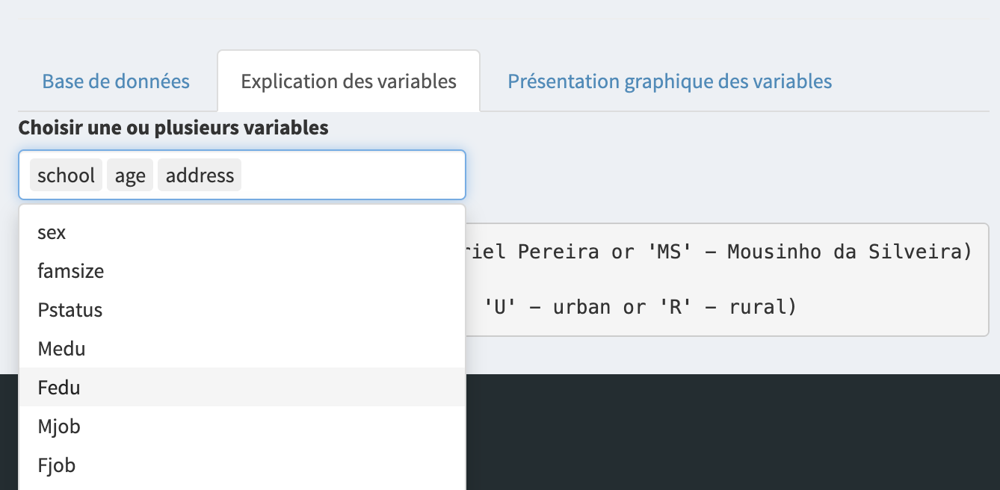 Base de données
Explication des variables
Présentation graphique des variables
Choisir une ou plusieurs variables
school age address
sex
famsize
Pstatus
Medu
Fedu
Mjob
Fjob
Pereira or 'MS' – Mousinho da Silveira)
'U' – urban or 'R' – rural)